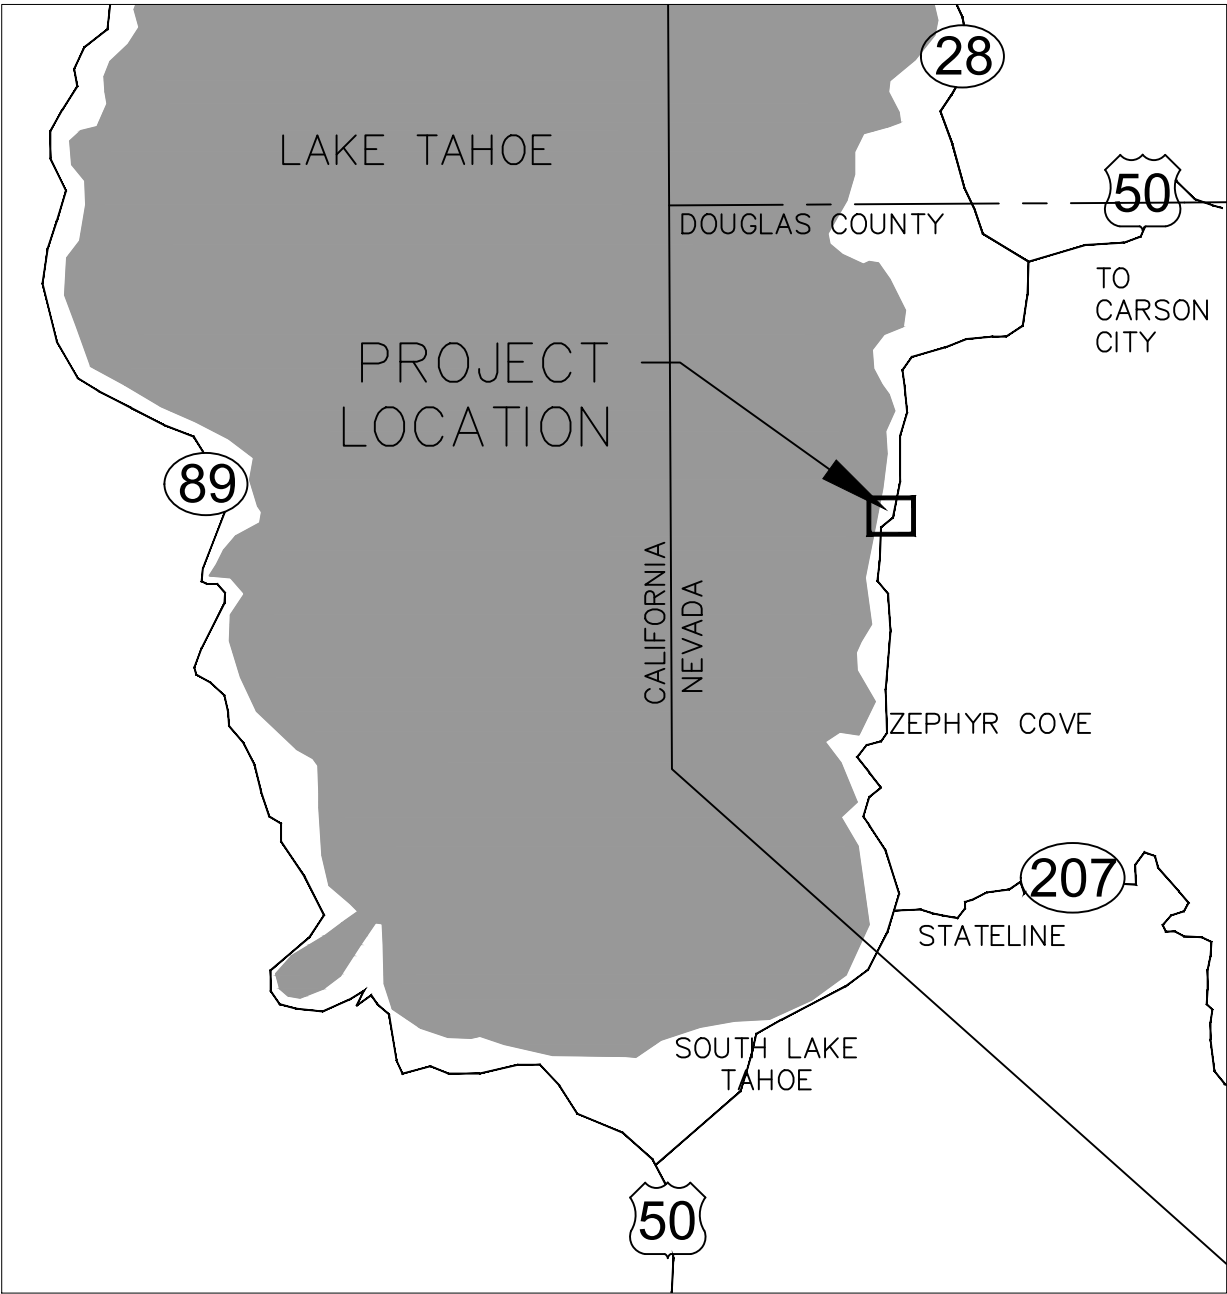 28
LAKE TAHOE
50
DOUGLAS COUNTY
TO
CARSON
CITY
PROJECT
LOCATION
89
CALIFORNIA
NEVADA
ZEPHYR COVE
207
STATELINE
SOUTH LAKE
TAHOE
50